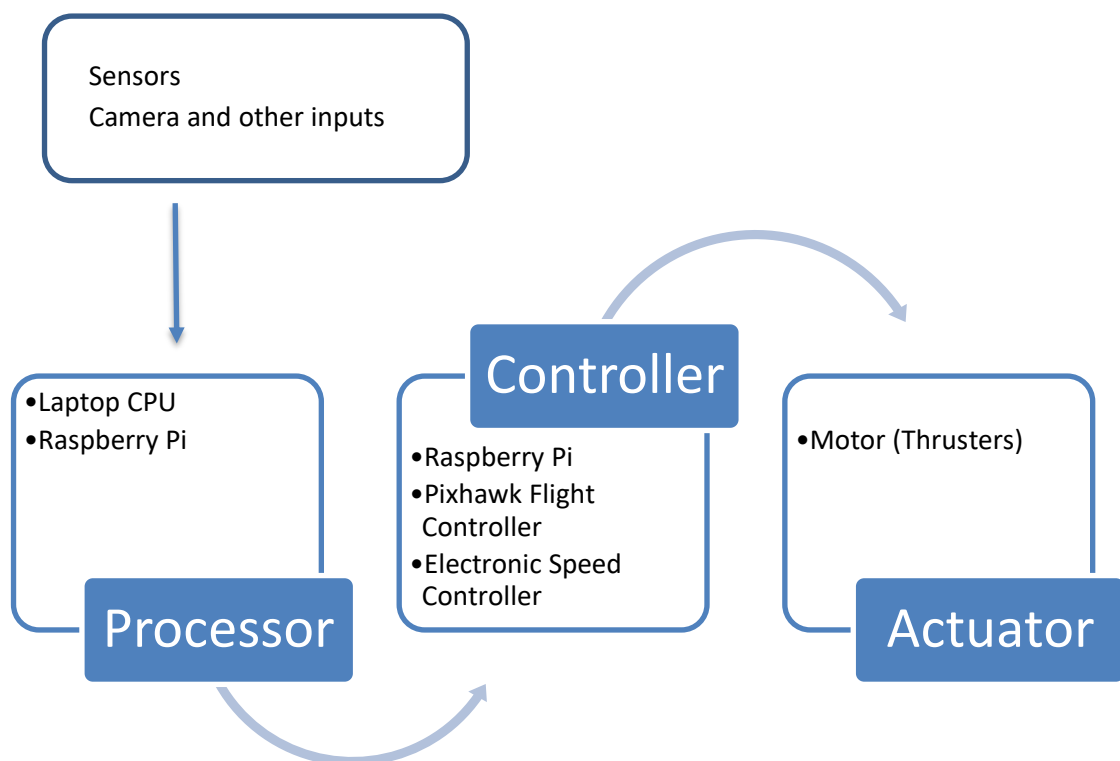 Sensors
Camera and other inputs
•Laptop CPU
•Raspberry Pi
Processor
Controller
•Raspberry Pi
•Pixhawk Flight
Controller
•Electronic Speed
Controller
•Motor (Thrusters)
Actuator